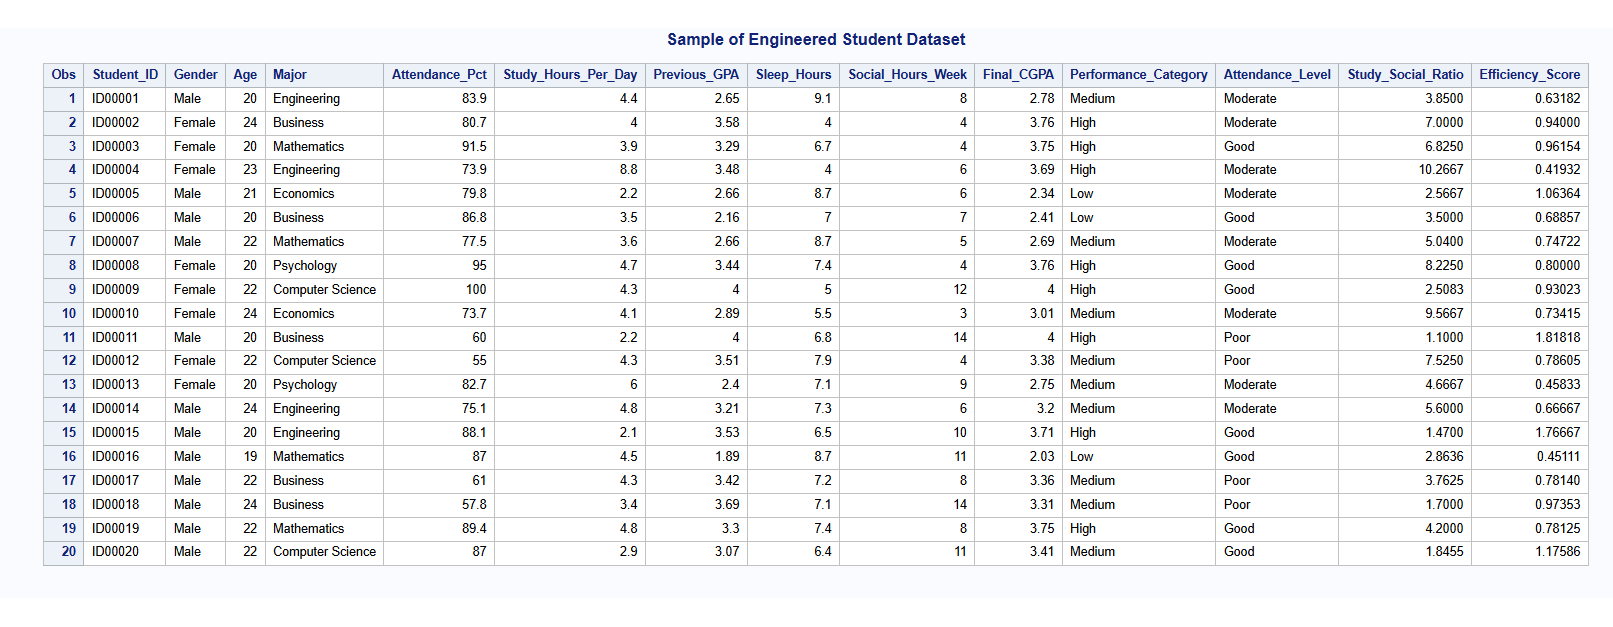 Sample of Engineered Student Dataset
Obs Student_ID Gender Age Major Attendance_Pct Study_Hours_Per_Day Previous_GPA Sleep_Hours Social_Hours_Week Final_CGPA Performance_Category Attendance_Level Study_Social_Ratio Efficiency_Score
1 ID00001 Male 20 Engineering 83.9 4.4 2.65 9.1 8 2.78 Medium Moderate 3.8500 0.63182
2 ID00002 Female 24 Business 80.7 4 3.58 4 4 3.76 High Moderate 7.0000 0.94000
3 ID00003 Female 20 Mathematics 91.5 3.9 3.29 6.7 4 3.75 High Good 6.8250 0.96154
4 ID00004 Female 23 Engineering 73.9 8.8 3.48 4 6 3.69 High Moderate 10.2667 0.41932
5 ID00005 Male 21 Economics 79.8 2.2 2.66 8.7 6 2.34 Low Moderate 2.5667 1.06364
6 ID00006 Male 20 Business 86.8 3.5 2.16 7 7 2.41 Low Good 3.5000 0.68857
7 ID00007 Male 22 Mathematics 77.5 3.6 2.66 8.7 5 2.69 Medium Moderate 5.0400 0.74722
8 ID00008 Female 20 Psychology 95 4.7 3.44 7.4 4 3.76 High Good 8.2250 0.80000
9 ID00009 Female 22 Computer Science 100 4.3 4 5 12 4 High Good 2.5083 0.93023
10 ID00010 Female 24 Economics 73.7 4.1 2.89 5.5 3 3.01 Medium Moderate 9.5667 0.73415
11 ID00011 Male 20 Business 60 2.2 4 6.8 14 4 High Poor 1.1000 1.81818
12 ID00012 Female 22 Computer Science 55 4.3 3.51 7.9 4 3.38 Medium Poor 7.5250 0.78605
13 ID00013 Female 20 Psychology 82.7 6 2.4 7.1 9 2.75 Medium Moderate 4.6667 0.45833
14 ID00014 Male 24 Engineering 75.1 4.8 3.21 7.3 6 3.2 Medium Moderate 5.6000 0.66667
15 ID00015 Male 20 Engineering 88.1 2.1 3.53 6.5 10 3.71 High Good 1.4700 1.76667
16 ID00016 Male 19 Mathematics 87 4.5 1.89 8.7 11 2.03 Low Good 2.8636 0.45111
17 ID00017 Male 22 Business 61 4.3 3.42 7.2 8 3.36 Medium Poor 3.7625 0.78140
18 ID00018 Male 24 Business 57.8 3.4 3.69 7.1 14 3.31 Medium Poor 1.7000 0.97353
19 ID00019 Male 22 Mathematics 89.4 4.8 3.3 7.4 8 3.75 High Good 4.2000 0.78125
20 ID00020 Male 22 Computer Science 87 2.9 3.07 6.4 11 3.41 Medium Good 1.8455 1.17586